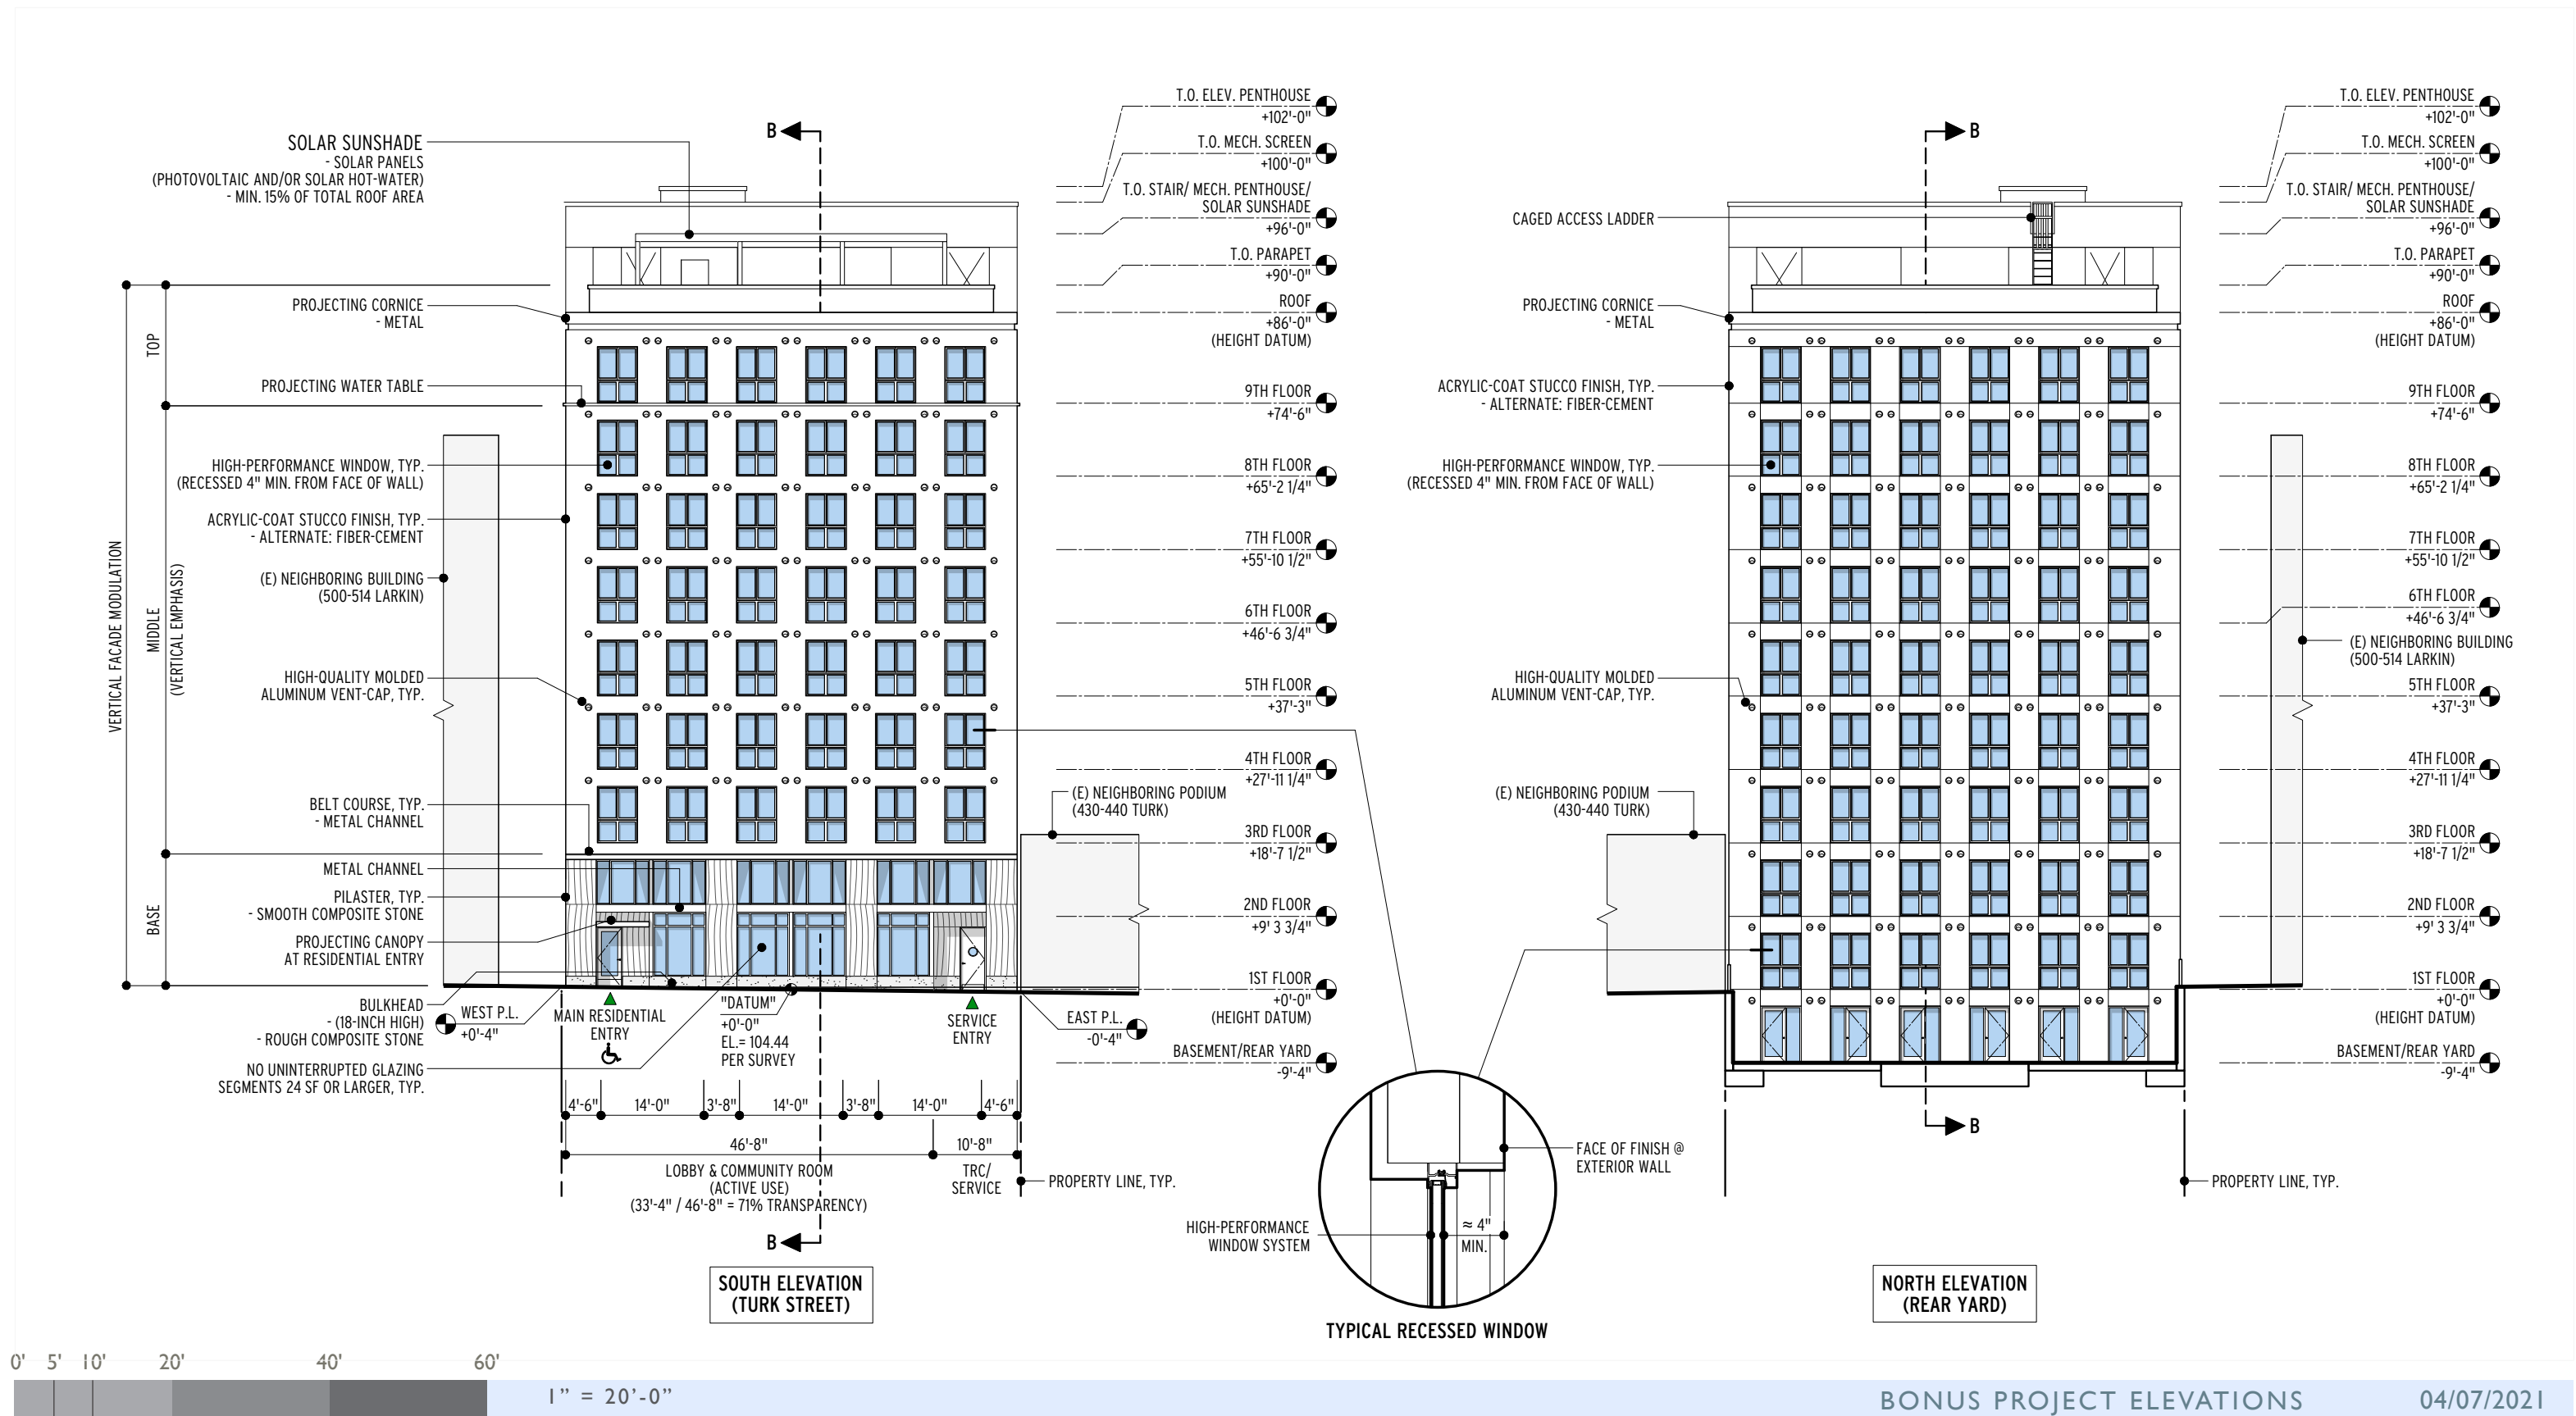 SOLAR SUNSHADE
- SOLAR PANELS
(PHOTOVOLTAIC AND/OR SOLAR HOT-WATER)
- MIN. 15% OF TOTAL ROOF AREA
PROJECTING CORNICE
- METAL
PROJECTING WATER TABLE
HIGH-PERFORMANCE WINDOW, TYP.
(RECESSED 4" MIN. FROM FACE OF WALL)
ACRYLIC-COAT STUCCO FINISH, TYP.
- ALTERNATE: FIBER-CEMENT
(E) NEIGHBORING BUILDING
(500-514 LARKIN)
HIGH-QUALITY MOLDED
ALUMINUM VENT-CAP, TYP.
BELT COURSE, TYP.
- METAL CHANNEL
METAL CHANNEL
PILASTER, TYP.
- SMOOTH COMPOSITE STONE
PROJECTING CANOPY
AT RESIDENTIAL ENTRY
BULKHEAD
- (18-INCH HIGH)
- ROUGH COMPOSITE STONE
NO UNINTERRUPTED GLAZING
SEGMENTS 24 SF OR LARGER, TYP.
VERTICAL FACADE MODULATION
TOP
MIDDLE
(VERTICAL EMPHASIS)
BASE
B
WEST P.L.
+0'-4"
MAIN RESIDENTIAL
ENTRY
"DATUM"
+0'-0"
EL.= 104.44
PER SURVEY
SERVICE
ENTRY
EAST P.L.
-0'-4"
4'-6"
14'-0"
3'-8"
14'-0"
3'-8"
14'-0"
4'-6"
46'-8"
10'-8"
LOBBY & COMMUNITY ROOM
(ACTIVE USE)
(33'-4" / 46'-8" = 71% TRANSPARENCY)
TRC/
SERVICE
PROPERTY LINE, TYP.
B
SOUTH ELEVATION
(TURK STREET)
T.O. ELEV. PENTHOUSE
+102'-0"
T.O. MECH. SCREEN
+100'-0"
T.O. STAIR/ MECH. PENTHOUSE/
SOLAR SUNSHADE
+96'-0"
T.O. PARAPET
+90'-0"
ROOF
+86'-0"
(HEIGHT DATUM)
9TH FLOOR
+74'-6"
8TH FLOOR
+65'-2 1/4"
7TH FLOOR
+55'-10 1/2"
6TH FLOOR
+46'-6 3/4"
5TH FLOOR
+37'-3"
4TH FLOOR
+27'-11 1/4"
(E) NEIGHBORING PODIUM
(430-440 TURK)
3RD FLOOR
+18'-7 1/2"
2ND FLOOR
+9' 3 3/4"
1ST FLOOR
+0'-0"
(HEIGHT DATUM)
BASEMENT/REAR YARD
-9'-4"
FACE OF FINISH @
EXTERIOR WALL
HIGH-PERFORMANCE
WINDOW SYSTEM
≈ 4"
MIN.
TYPICAL RECESSED WINDOW
B
CAGED ACCESS LADDER
PROJECTING CORNICE
- METAL
ACRYLIC-COAT STUCCO FINISH, TYP.
- ALTERNATE: FIBER-CEMENT
HIGH-PERFORMANCE WINDOW, TYP.
(RECESSED 4" MIN. FROM FACE OF WALL)
HIGH-QUALITY MOLDED
ALUMINUM VENT-CAP, TYP.
(E) NEIGHBORING PODIUM
(430-440 TURK)
B
PROPERTY LINE, TYP.
NORTH ELEVATION
(REAR YARD)
T.O. ELEV. PENTHOUSE
+102'-0"
T.O. MECH. SCREEN
+100'-0"
T.O. STAIR/ MECH. PENTHOUSE/
SOLAR SUNSHADE
+96'-0"
T.O. PARAPET
+90'-0"
ROOF
+86'-0"
(HEIGHT DATUM)
9TH FLOOR
+74'-6"
8TH FLOOR
+65'-2 1/4"
7TH FLOOR
+55'-10 1/2"
6TH FLOOR
+46'-6 3/4"
(E) NEIGHBORING BUILDING
(500-514 LARKIN)
5TH FLOOR
+37'-3"
4TH FLOOR
+27'-11 1/4"
3RD FLOOR
+18'-7 1/2"
2ND FLOOR
+9' 3 3/4"
1ST FLOOR
+0'-0"
(HEIGHT DATUM)
BASEMENT/REAR YARD
-9'-4"
0' 5' 10' 20' 40' 60'
1" = 20'-0"
BONUS PROJECT ELEVATIONS
04/07/2021